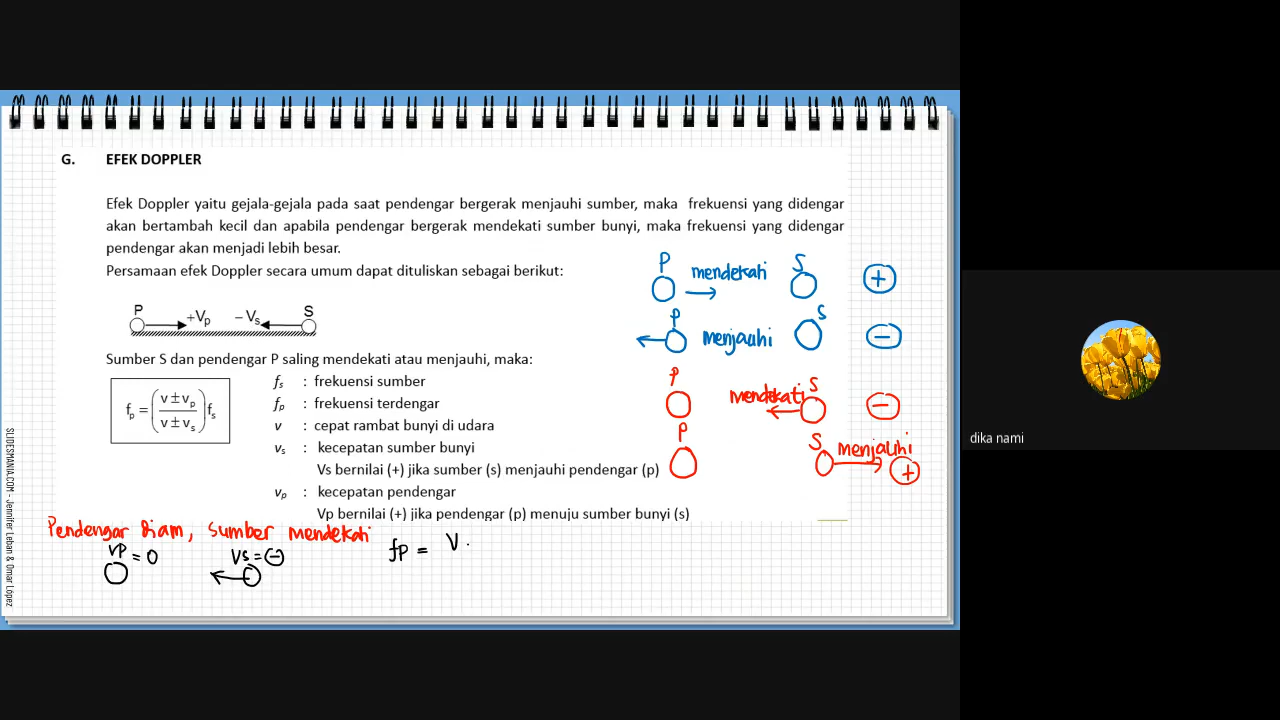 G. EFEK DOPPLER
Efek Doppler yaitu gejala-gejala pada saat pendengar bergerak menjauhi sumber, maka frekuensi yang didengar
akan bertambah kecil dan apabila pendengar bergerak mendekati sumber bunyi, maka frekuensi yang didengar
pendengar akan menjadi lebih besar.
Persamaan efek Doppler secara umum dapat dituliskan sebagai berikut:
P +Vp − Vs S
Sumber S dan pendengar P saling mendekati atau menjauhi, maka:
fp = (v ± vp / v ± vs) fs
fs : frekuensi sumber
fp : frekuensi terdengar
v : cepat rambat bunyi di udara
vs : kecepatan sumber bunyi
Vs bernilai (+) jika sumber (s) menjauhi pendengar (p)
vp : kecepatan pendengar
Vp bernilai (+) jika pendengar (p) menuju sumber bunyi (s)
P mendekati S +
P menjauhi S −
P mendekati S −
P S menjauhi +
Pendengar Diam, Sumber mendekati
vp = 0 vs = − fp = V
SLIDESMANIA.COM - Jennifer Leban & Omar López
dika nami